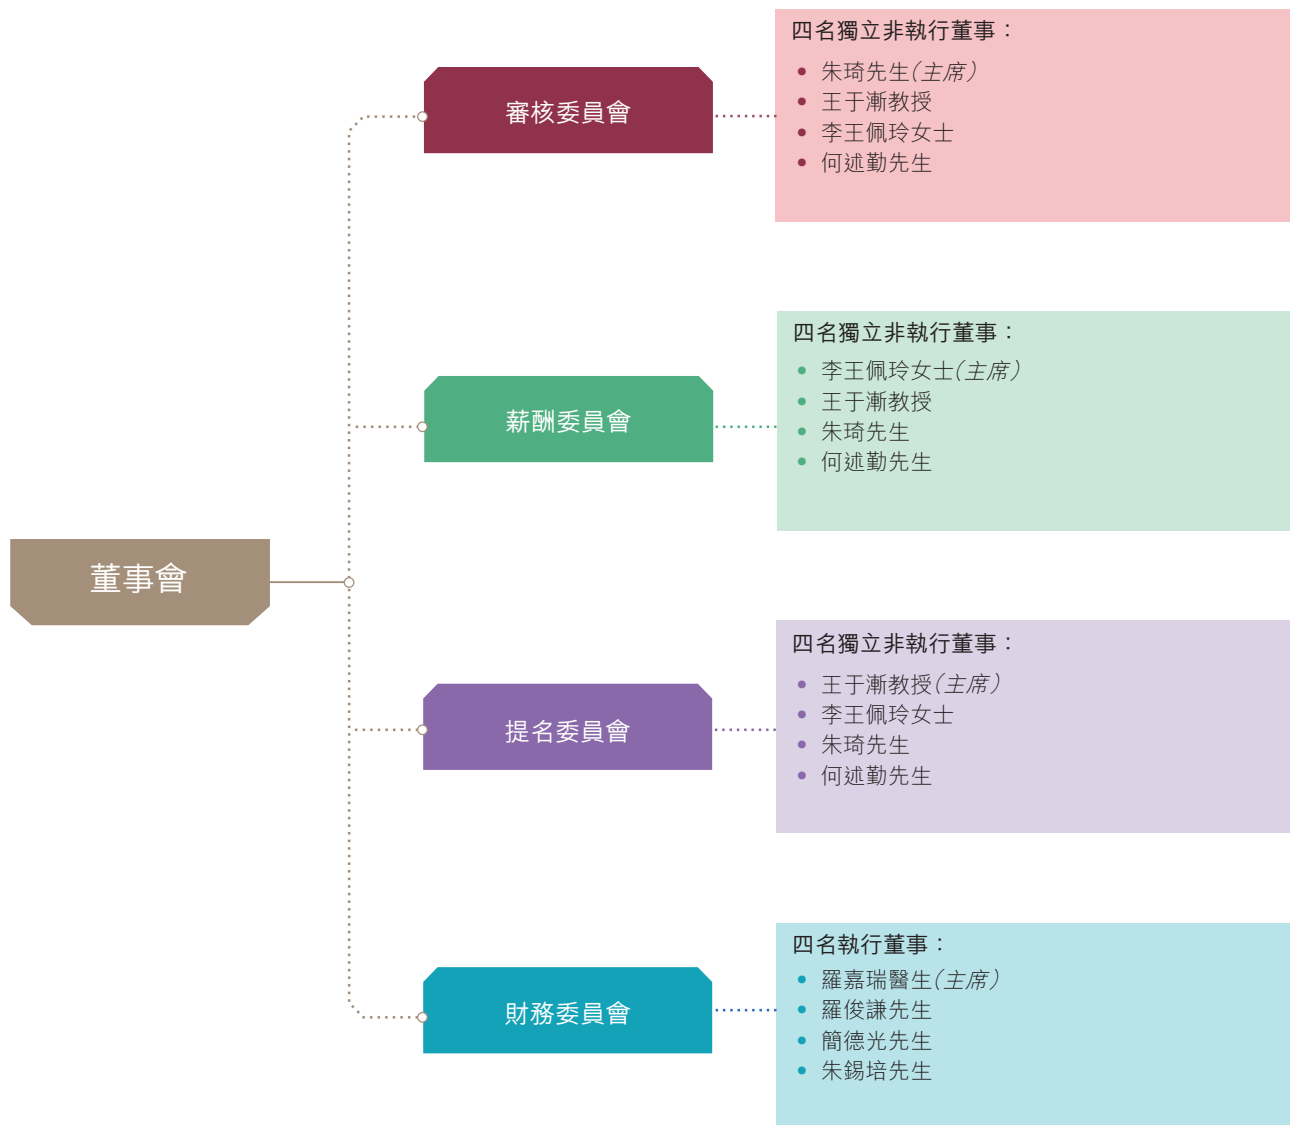 四名獨立非執行董事：
朱琦先生(主席)
王于漸教授
李王佩玲女士
何述勤先生
審核委員會
四名獨立非執行董事：
李王佩玲女士(主席)
王于漸教授
朱琦先生
何述勤先生
薪酬委員會
董事會
四名獨立非執行董事：
王于漸教授(主席)
李王佩玲女士
朱琦先生
何述勤先生
提名委員會
四名執行董事：
羅嘉瑞醫生(主席)
羅俊謙先生
簡德光先生
朱錫培先生
財務委員會